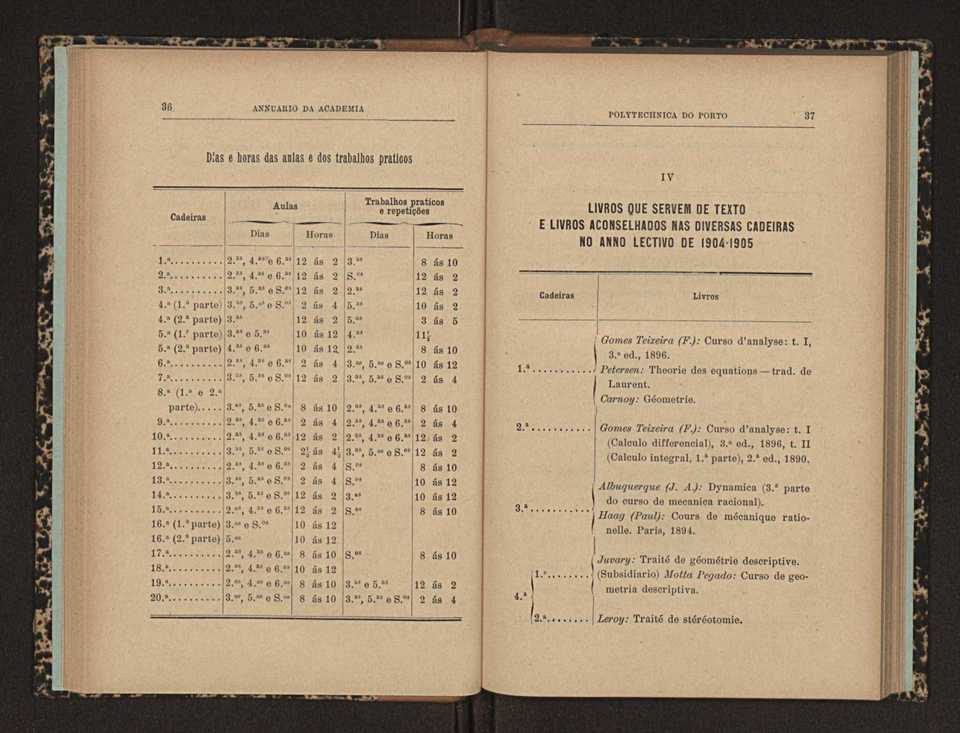 36 ANNUARIO DA ACADEMIA
Dias e horas das aulas e dos trabalhos praticos
Cadeiras Aulas Trabalhos praticos
e repetições
Dias Horas Dias Horas
1.ª.......... 2.ªˢ, 4.ªˢ e 6.ªˢ 12 ás 2 3.ªˢ 8 ás 10
2.ª.......... 2.ªˢ, 4.ªˢ e 6.ªˢ 12 ás 2 S.ºˢ 12 ás 2
3.ª.......... 3.ªˢ, 5.ªˢ e S.ºˢ 12 ás 2 2.ªˢ 12 ás 2
4.ª (1.ª parte) 3.ªˢ, 5.ªˢ e S.ºˢ 2 ás 4 5.ªˢ 10 ás 2
4.ª (2.ª parte) 3.ªˢ 12 ás 2 5.ªˢ 3 ás 5
5.ª (1.ª parte) 3.ªˢ e 5.ªˢ 10 ás 12 4.ªˢ 11½
5.ª (2.ª parte) 4.ªˢ e 6.ªˢ 10 ás 12 2.ªˢ 8 ás 10
6.ª.......... 2.ªˢ, 4.ªˢ e 6.ªˢ 2 ás 4 3.ªˢ, 5.ªˢ e S.ºˢ 10 ás 12
7.ª.......... 3.ªˢ, 5.ªˢ e S.ºˢ 12 ás 2 3.ªˢ, 5.ªˢ e S.ºˢ 2 ás 4
8.ª (1.ª e 2.ª
parte)..... 3.ªˢ, 5.ªˢ e S.ºˢ 8 ás 10 2.ªˢ, 4.ªˢ e 6.ªˢ 8 ás 10
9.ª.......... 2.ªˢ, 4.ªˢ e 6.ªˢ 2 ás 4 2.ªˢ, 4.ªˢ e 6.ªˢ 2 ás 4
10.ª.......... 2.ªˢ, 4.ªˢ e 6.ªˢ 12 ás 2 2.ªˢ, 4.ªˢ e 6.ªˢ 12 ás 2
11.ª.......... 3.ªˢ, 5.ªˢ e S.ºˢ 2½ ás 4½ 3.ªˢ, 5.ªˢ e S.ºˢ 12 ás 2
12.ª.......... 2.ªˢ, 4.ªˢ e 6.ªˢ 2 ás 4 S.ºˢ 8 ás 10
13.ª.......... 3.ªˢ, 5.ªˢ e S.ºˢ 2 ás 4 S.ºˢ 10 ás 12
14.ª.......... 3.ªˢ, 5.ªˢ e S.ºˢ 12 ás 2 3.ªˢ 10 ás 12
15.ª.......... 2.ªˢ, 4.ªˢ e 6.ªˢ 12 ás 2 S.ºˢ 8 ás 10
16.ª (1.ª parte) 3.ªˢ e S.ºˢ 10 ás 12
16.ª (2.ª parte) 5.ªˢ 10 ás 12
17.ª.......... 2.ªˢ, 4.ªˢ e 6.ªˢ 8 ás 10 S.ºˢ 8 ás 10
18.ª.......... 2.ªˢ, 4.ªˢ e 6.ªˢ 10 ás 12
19.ª.......... 2.ªˢ, 4.ªˢ e 6.ªˢ 8 ás 10 3.ªˢ e 5.ªˢ 12 ás 2
20.ª.......... 3.ªˢ, 5.ªˢ e S.ºˢ 8 ás 10 3.ªˢ, 5.ªˢ e S.ºˢ 2 ás 4
POLYTECHNICA DO PORTO 37
IV
LIVROS QUE SERVEM DE TEXTO
E LIVROS ACONSELHADOS NAS DIVERSAS CADEIRAS
NO ANNO LECTIVO DE 1904-1905
Cadeiras Livros
Gomes Teixeira (F.): Curso d'analyse: t. I,
3.ª ed., 1896.
1.ª........... Petersen: Theorie des equations — trad. de
Laurent.
Carnoy: Géometrie.
2.ª........... Gomes Teixeira (F.): Curso d'analyse: t. I
(Calculo differencial), 3.ª ed., 1896, t. II
(Calculo integral, 1.ª parte), 2.ª ed., 1890.
Albuquerque (J. A.): Dynamica (3.ª parte
do curso de mecanica racional).
3.ª...........
Haag (Paul): Cours de mécanique ratio-
nelle. Paris, 1894.
Juvary: Traité de géométrie descriptive.
1.ª........ (Subsidiario) Motta Pegado: Curso de geo-
metria descriptiva.
4.ª
2.ª........ Leroy: Traité de stéréotomie.